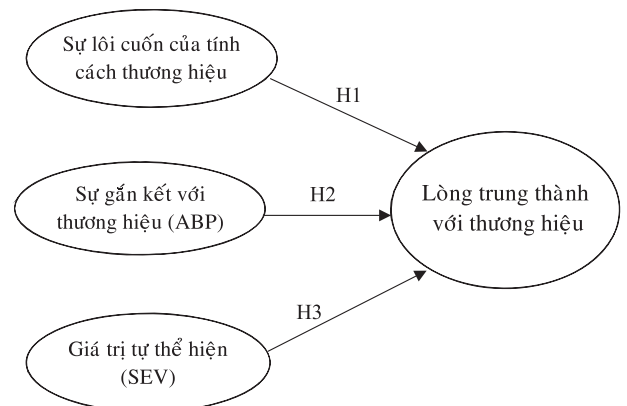 Sự lôi cuốn của tính
cách thương hiệu
H1
Sự gắn kết với
thương hiệu (ABP)
H2
Lòng trung thành
với thương hiệu
H3
Giá trị tự thể hiện
(SEV)